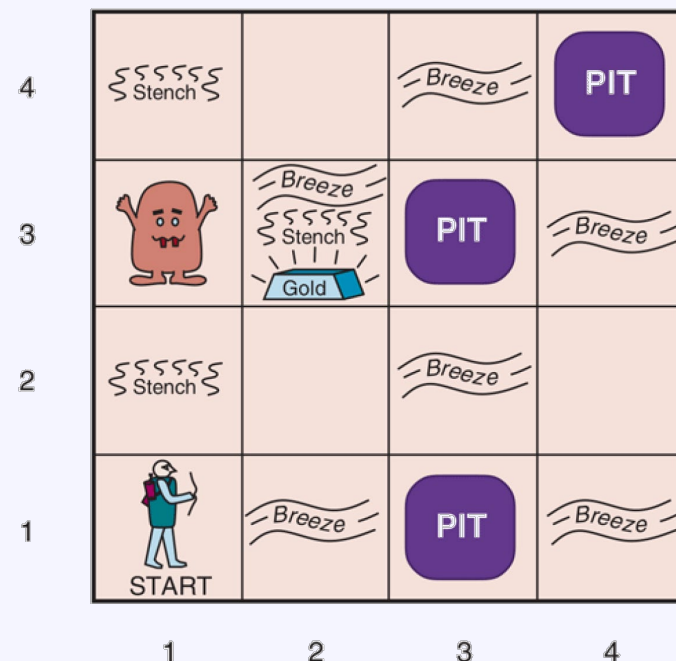 4
Stench
Breeze
PIT
3
Breeze
Stench
Gold
PIT
Breeze
2
Stench
Breeze
1
START
Breeze
PIT
Breeze
1 2 3 4